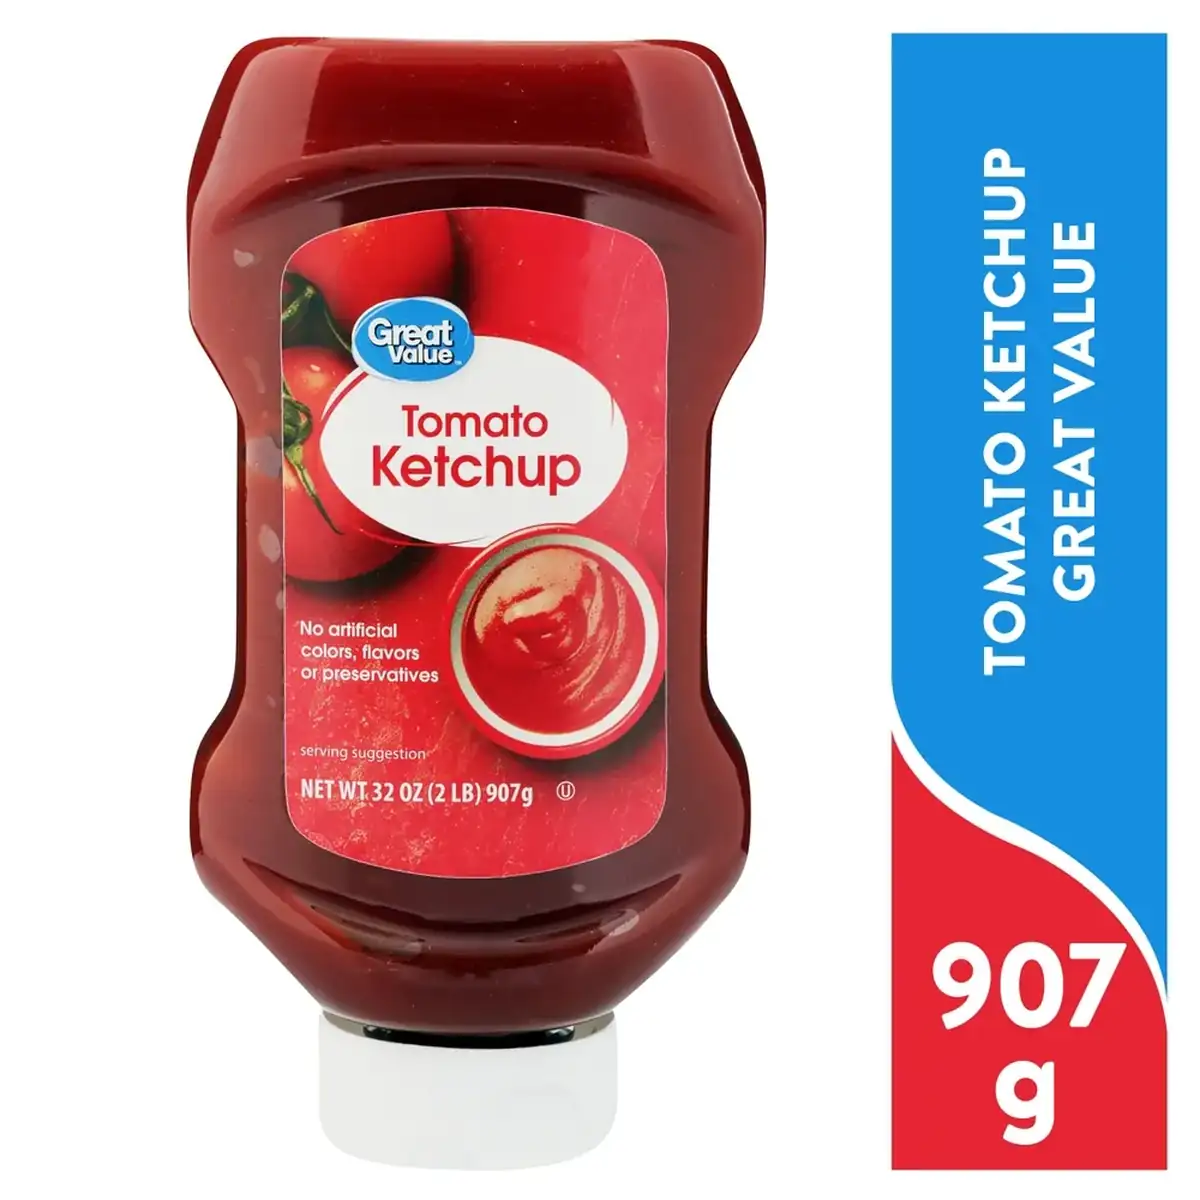 Great
Value™
Tomato
Ketchup
No artificial
colors, flavors
or preservatives
serving suggestion
NET WT. 32 OZ (2 LB) 907g Ⓤ
TOMATO KETCHUP
GREAT VALUE
907
g